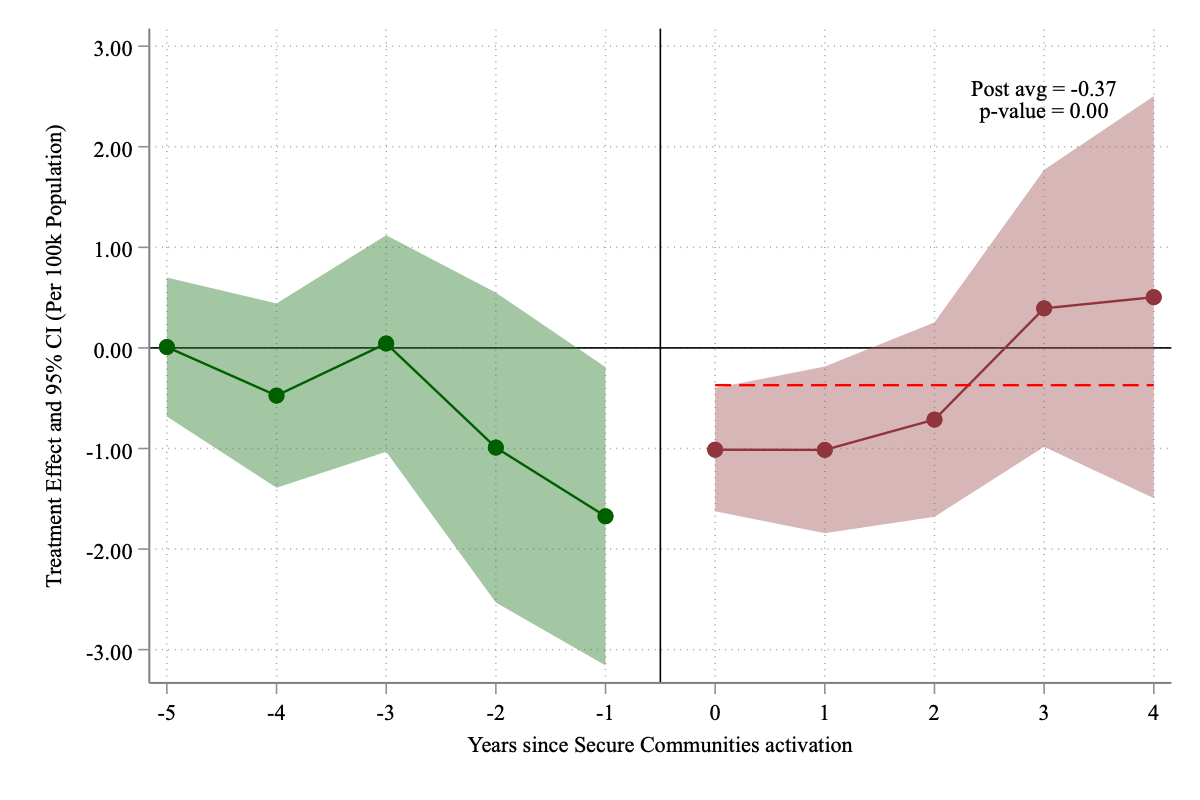 Treatment Effect and 95% CI (Per 100k Population)
3.00
2.00
1.00
0.00
-1.00
-2.00
-3.00
Post avg = -0.37
p-value = 0.00
-5 -4 -3 -2 -1 0 1 2 3 4
Years since Secure Communities activation